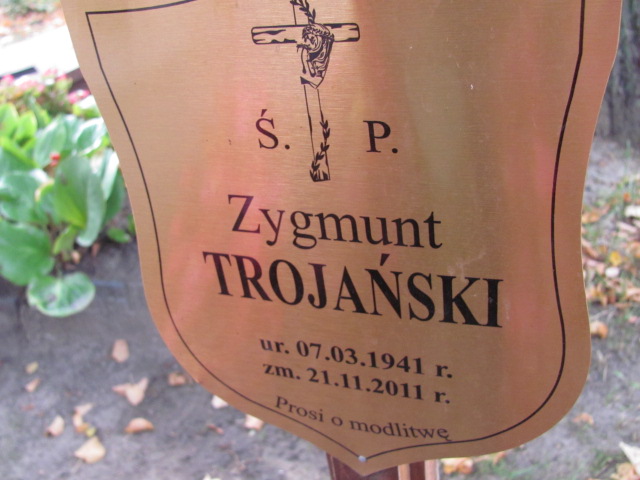 Ś. P.
Zygmunt
TROJAŃSKI
ur. 07.03.1941 r.
zm. 21.11.2011 r.
Prosi o modlitwę